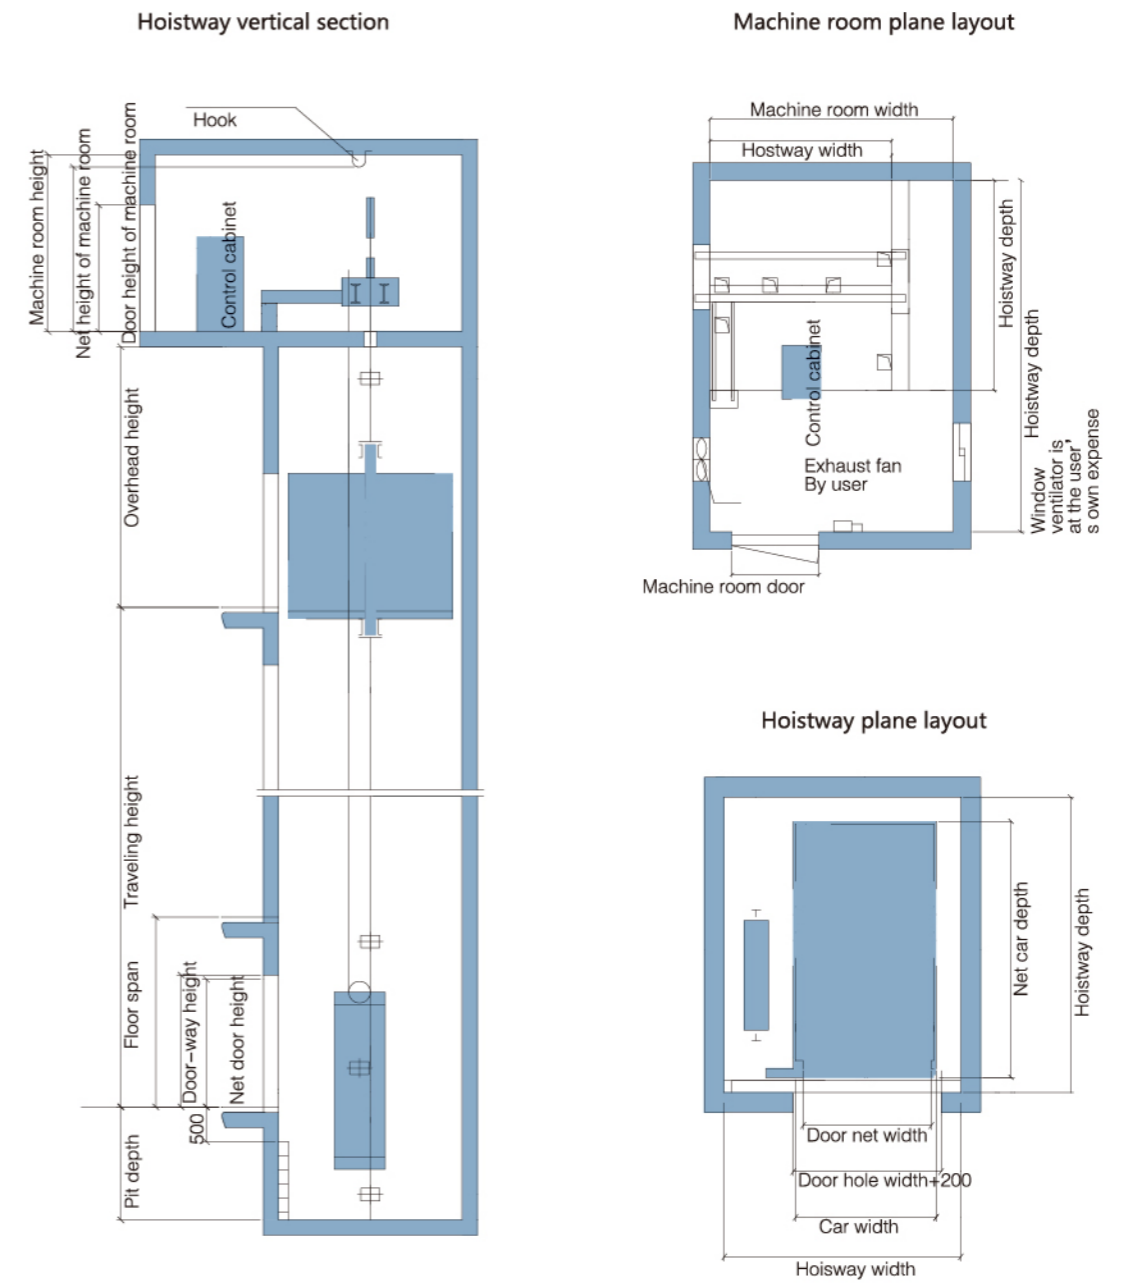 Hoistway vertical section
Hook
Machine room height
Net height of machine room
Door height of machine room
Control cabinet
Overhead height
Traveling height
Floor span
Door-way height
Net door height
500
Pit depth
Machine room plane layout
Machine room width
Hostway width
Hoistway depth
Hoistway depth
Control cabinet
Exhaust fan
By user
Window
ventilator is
at the user'
s own expense
Machine room door
Hoistway plane layout
Net car depth
Hoistway depth
Door net width
Door hole width+200
Car width
Hoisway width